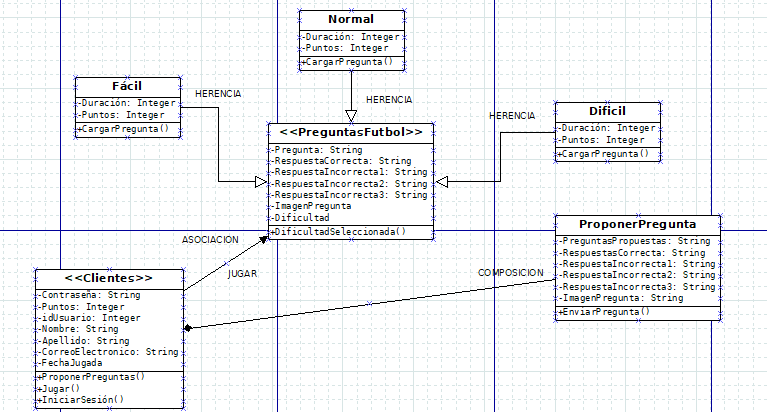 Normal
-Duración: Integer
-Puntos: Integer
+CargarPregunta()
HERENCIA
Fácil
-Duración: Integer
-Puntos: Integer
+CargarPregunta()
HERENCIA
Dificil
-Duración: Integer
-Puntos: Integer
+CargarPregunta()
HERENCIA
<<PreguntasFutbol>>
-Pregunta: String
-RespuestaCorrecta: String
-RespuestaIncorrecta1: String
-RespuestaIncorrecta2: String
-RespuestaIncorrecta3: String
-ImagenPregunta
-Dificultad
+DificultadSeleccionada()
ASOCIACION
JUGAR
COMPOSICION
ProponerPregunta
-PreguntasPropuestas: String
-RespuestasCorrecta: String
-RespuestaIncorrecta1: String
-RespuestaIncorrecta2: String
-RespuestaIncorrecta3: String
-ImagenPregunta: String
+EnviarPregunta()
<<Clientes>>
-Contraseña: String
-Puntos: Integer
-idUsuario: Integer
-Nombre: String
-Apellido: String
-CorreoElectronico: String
-FechaJugada
+ProponerPreguntas()
+Jugar()
+IniciarSesión()